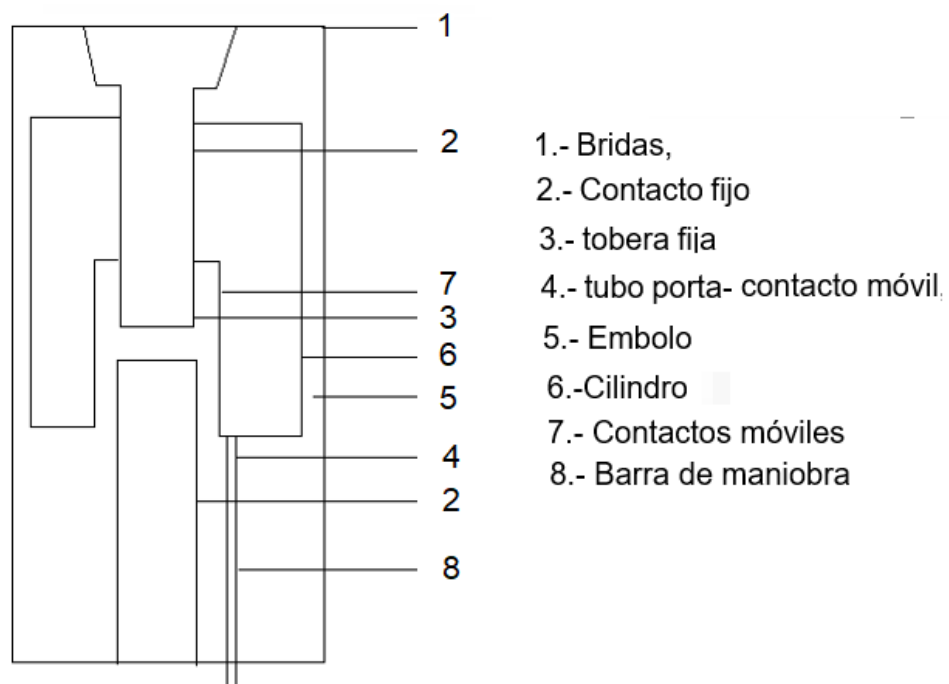 1
2
7
3
6
5
4
2
8
1.- Bridas,
2.- Contacto fijo
3.- tobera fija
4.- tubo porta- contacto móvil,
5.- Embolo
6.-Cilindro
7.- Contactos móviles
8.- Barra de maniobra